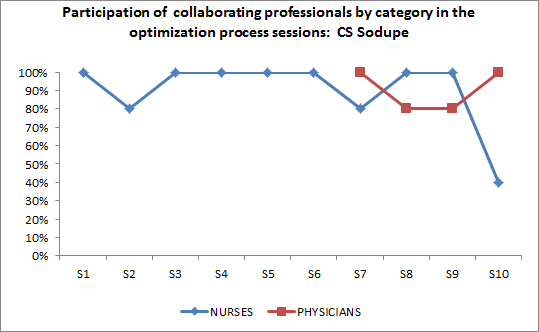 Participation of collaborating professionals by category in the
optimization process sessions: CS Sodupe
100%
90%
80%
70%
60%
50%
40%
30%
20%
10%
0%
S1 S2 S3 S4 S5 S6 S7 S8 S9 S10
NURSES PHYSICIANS